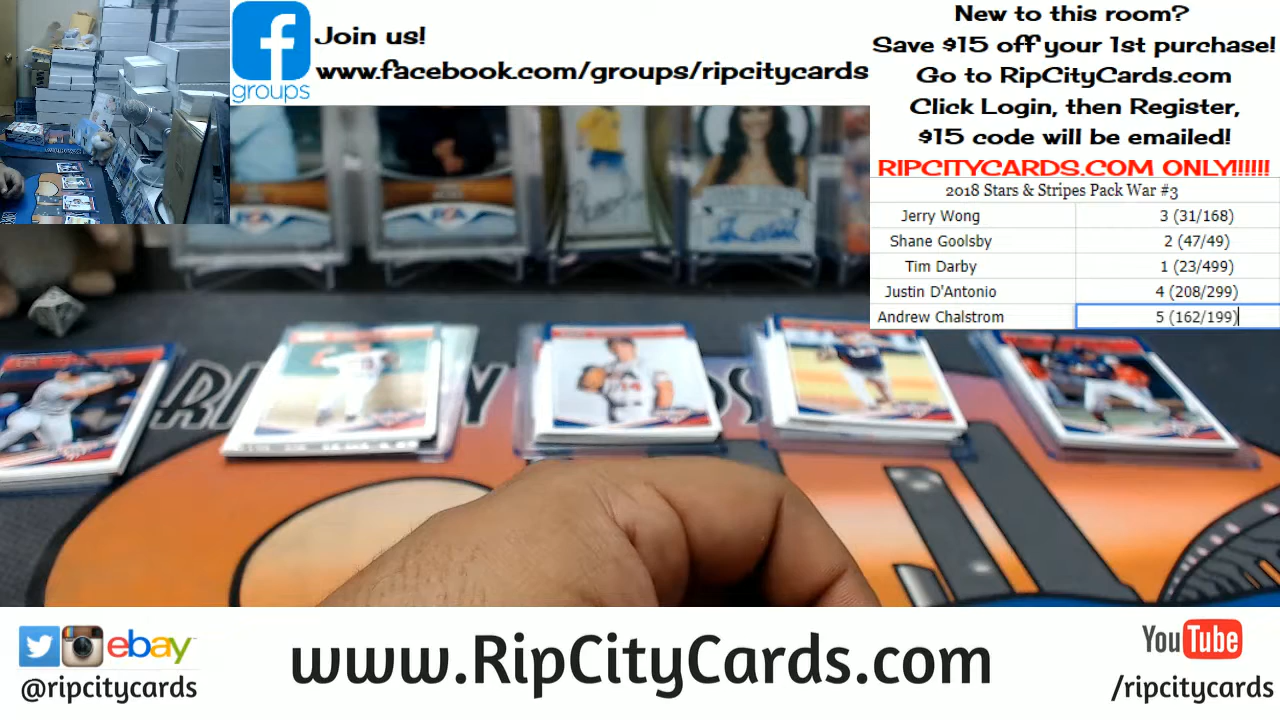 Join us!
www.facebook.com/groups/ripcitycards
groups
New to this room?
Save $15 off your 1st purchase!
Go to RipCityCards.com
Click Login, then Register,
$15 code will be emailed!
RIPCITYCARDS.COM ONLY!!!!!!
2018 Stars & Stripes Pack War #3
Jerry Wong 3 (31/168)
Shane Goolsby 2 (47/49)
Tim Darby 1 (23/499)
Justin D'Antonio 4 (208/299)
Andrew Chalstrom 5 (162/199)
ebay
@ripcitycards
www.RipCityCards.com
YouTube
/ripcitycards